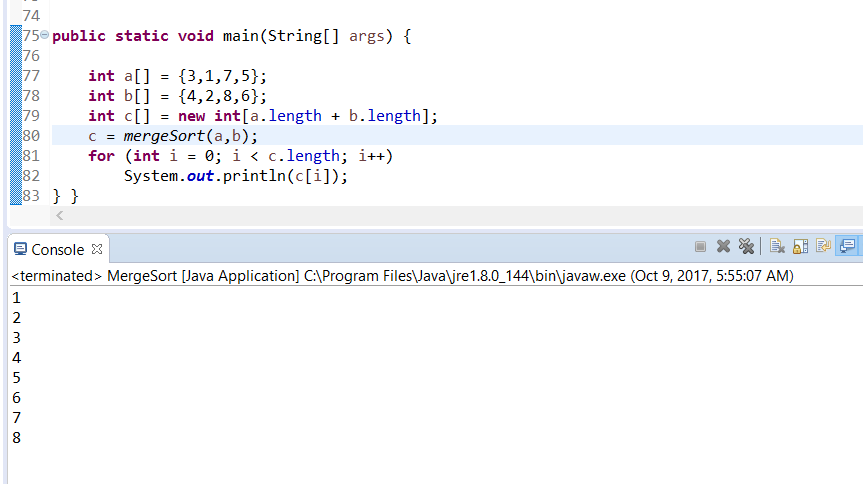 74
75 public static void main(String[] args) {
76
77 int a[] = {3,1,7,5};
78 int b[] = {4,2,8,6};
79 int c[] = new int[a.length + b.length];
80 c = mergeSort(a,b);
81 for (int i = 0; i < c.length; i++)
82 System.out.println(c[i]);
83 } }
Console
<terminated> MergeSort [Java Application] C:\Program Files\Java\jre1.8.0_144\bin\javaw.exe (Oct 9, 2017, 5:55:07 AM)
1
2
3
4
5
6
7
8